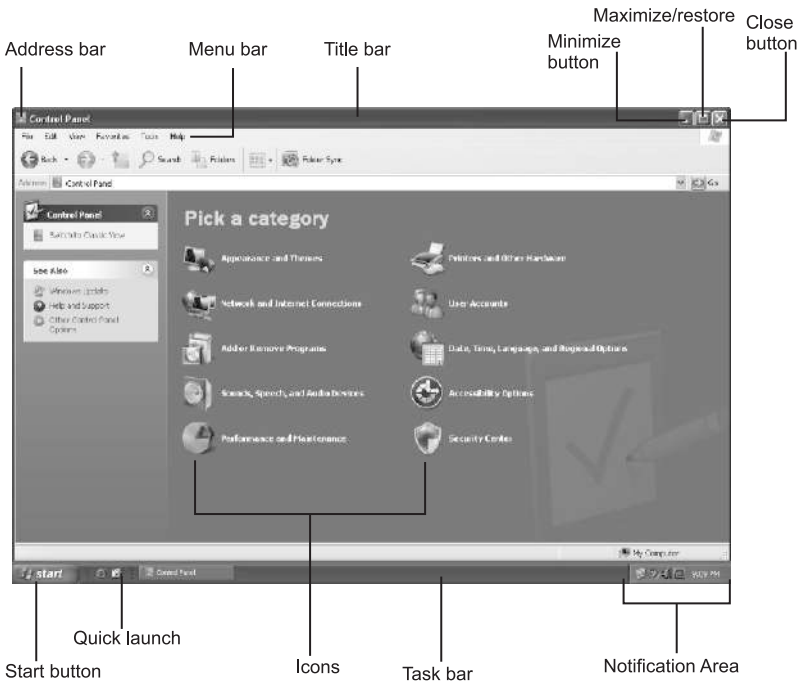 Maximize/restore
Address bar
Menu bar
Title bar
Minimize
button
Close
button
Control Panel
File Edit View Favorites Tools Help
Back Search Folders Folder Sync
Address Control Panel Go
Control Panel
Switch to Classic View
See Also
Windows Update
Help and Support
Other Control Panel
Options
Pick a category
Appearance and Themes
Printers and Other Hardware
Network and Internet Connections
User Accounts
Add or Remove Programs
Date, Time, Language, and Regional Options
Sounds, Speech, and Audio Devices
Accessibility Options
Performance and Maintenance
Security Center
My Computer
start
Control Panel
9:09 PM
Quick launch
Start button
Icons
Task bar
Notification Area